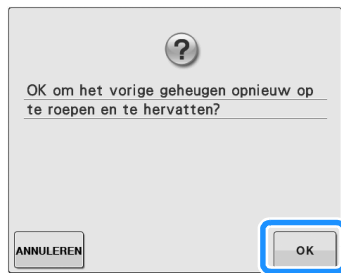 ?
OK om het vorige geheugen opnieuw op
te roepen en te hervatten?
ANNULEREN
OK